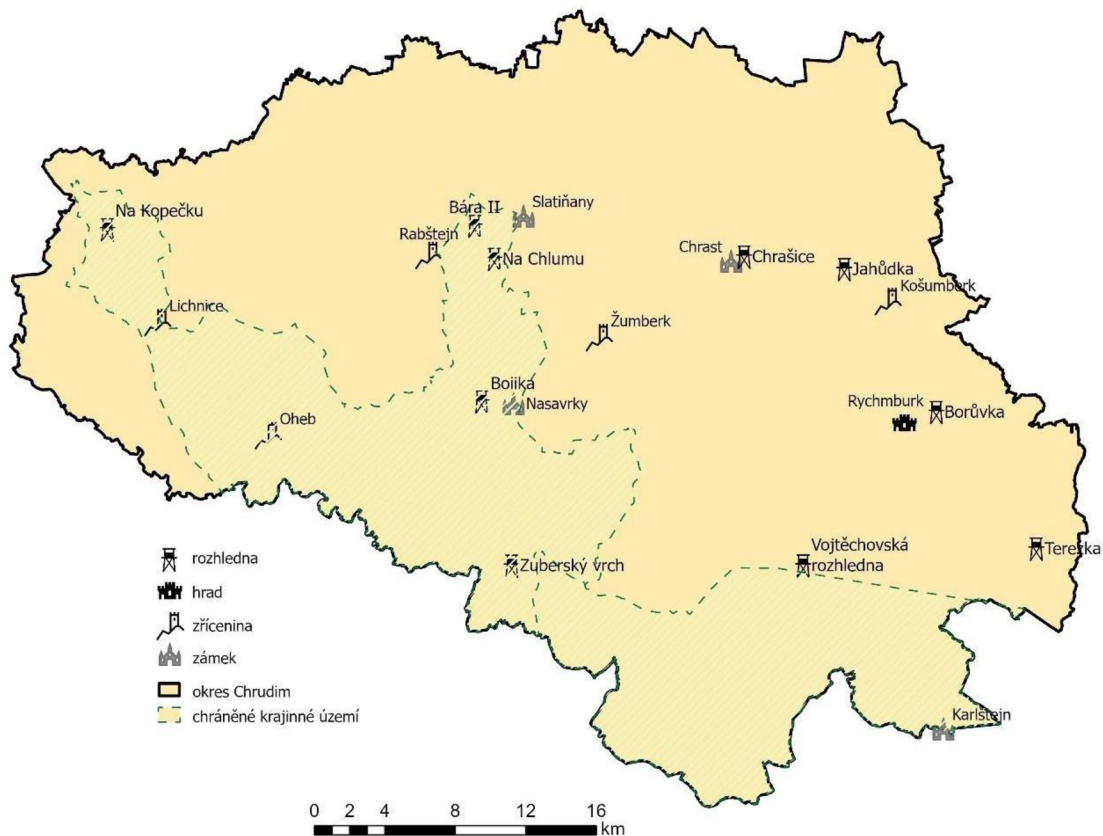 Slatiňany
Na Kopečku
Bára II
Rabštejn
Chrast
Chrašice
Na Chlumu
Jahůdka
Košumberk
Lichnice
Žumberk
Boiika
Nasavrky
Rychmburk
Borůvka
Oheb
Vojtěchovská
rozhledna
Terezka
Zuberský vrch
Karlštejn
rozhledna
hrad
zřícenina
zámek
okres Chrudim
chráněné krajinné území
0 2 4 8 12 16
km